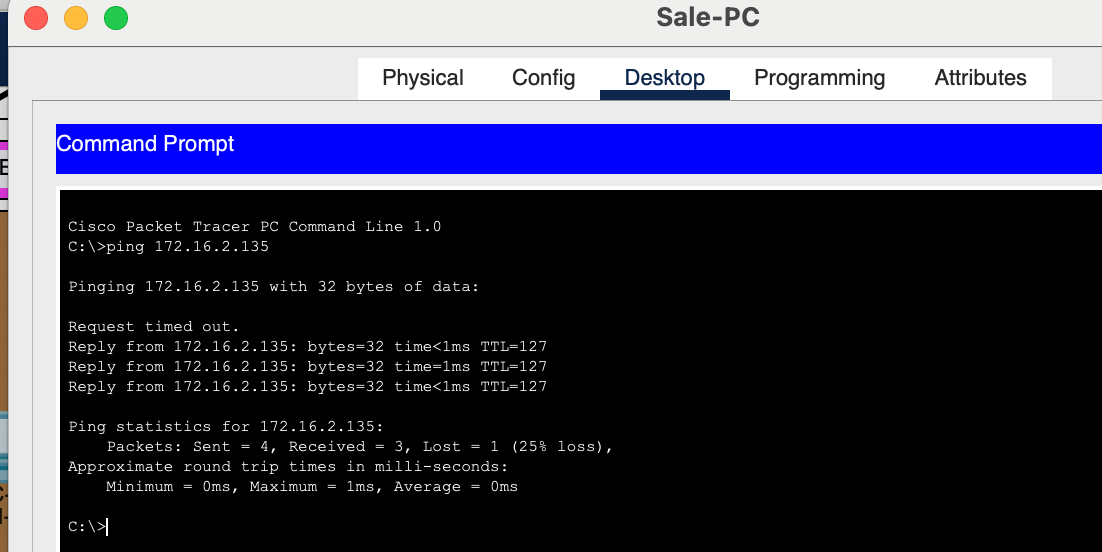 Sale-PC
Physical Config Desktop Programming Attributes
Command Prompt
Cisco Packet Tracer PC Command Line 1.0
C:\>ping 172.16.2.135
Pinging 172.16.2.135 with 32 bytes of data:
Request timed out.
Reply from 172.16.2.135: bytes=32 time<1ms TTL=127
Reply from 172.16.2.135: bytes=32 time=1ms TTL=127
Reply from 172.16.2.135: bytes=32 time<1ms TTL=127
Ping statistics for 172.16.2.135:
Packets: Sent = 4, Received = 3, Lost = 1 (25% loss),
Approximate round trip times in milli-seconds:
Minimum = 0ms, Maximum = 1ms, Average = 0ms
C:\>